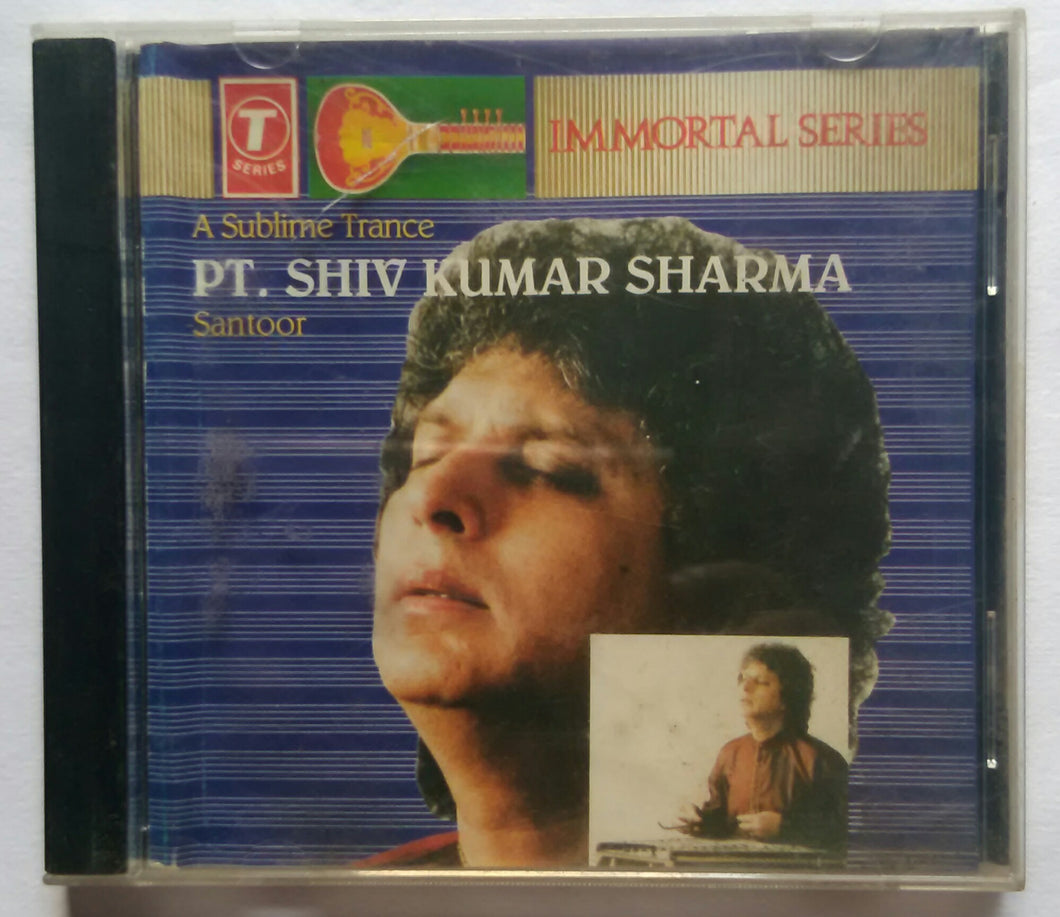 T
SERIES
IMMORTAL SERIES
A Sublime Trance
PT. SHIV KUMAR SHARMA
Santoor